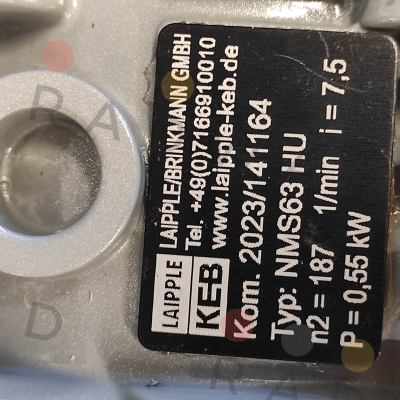 LAIPPLE/BRINKMANN GMBH
Tel. +49(0)7166910010
www.laipple-keb.de
LAIPPLE
KEB
Kom. 2023/141164
Typ: NMS63 HU
n2 = 187 1/min i = 7,5
P = 0,55 kW